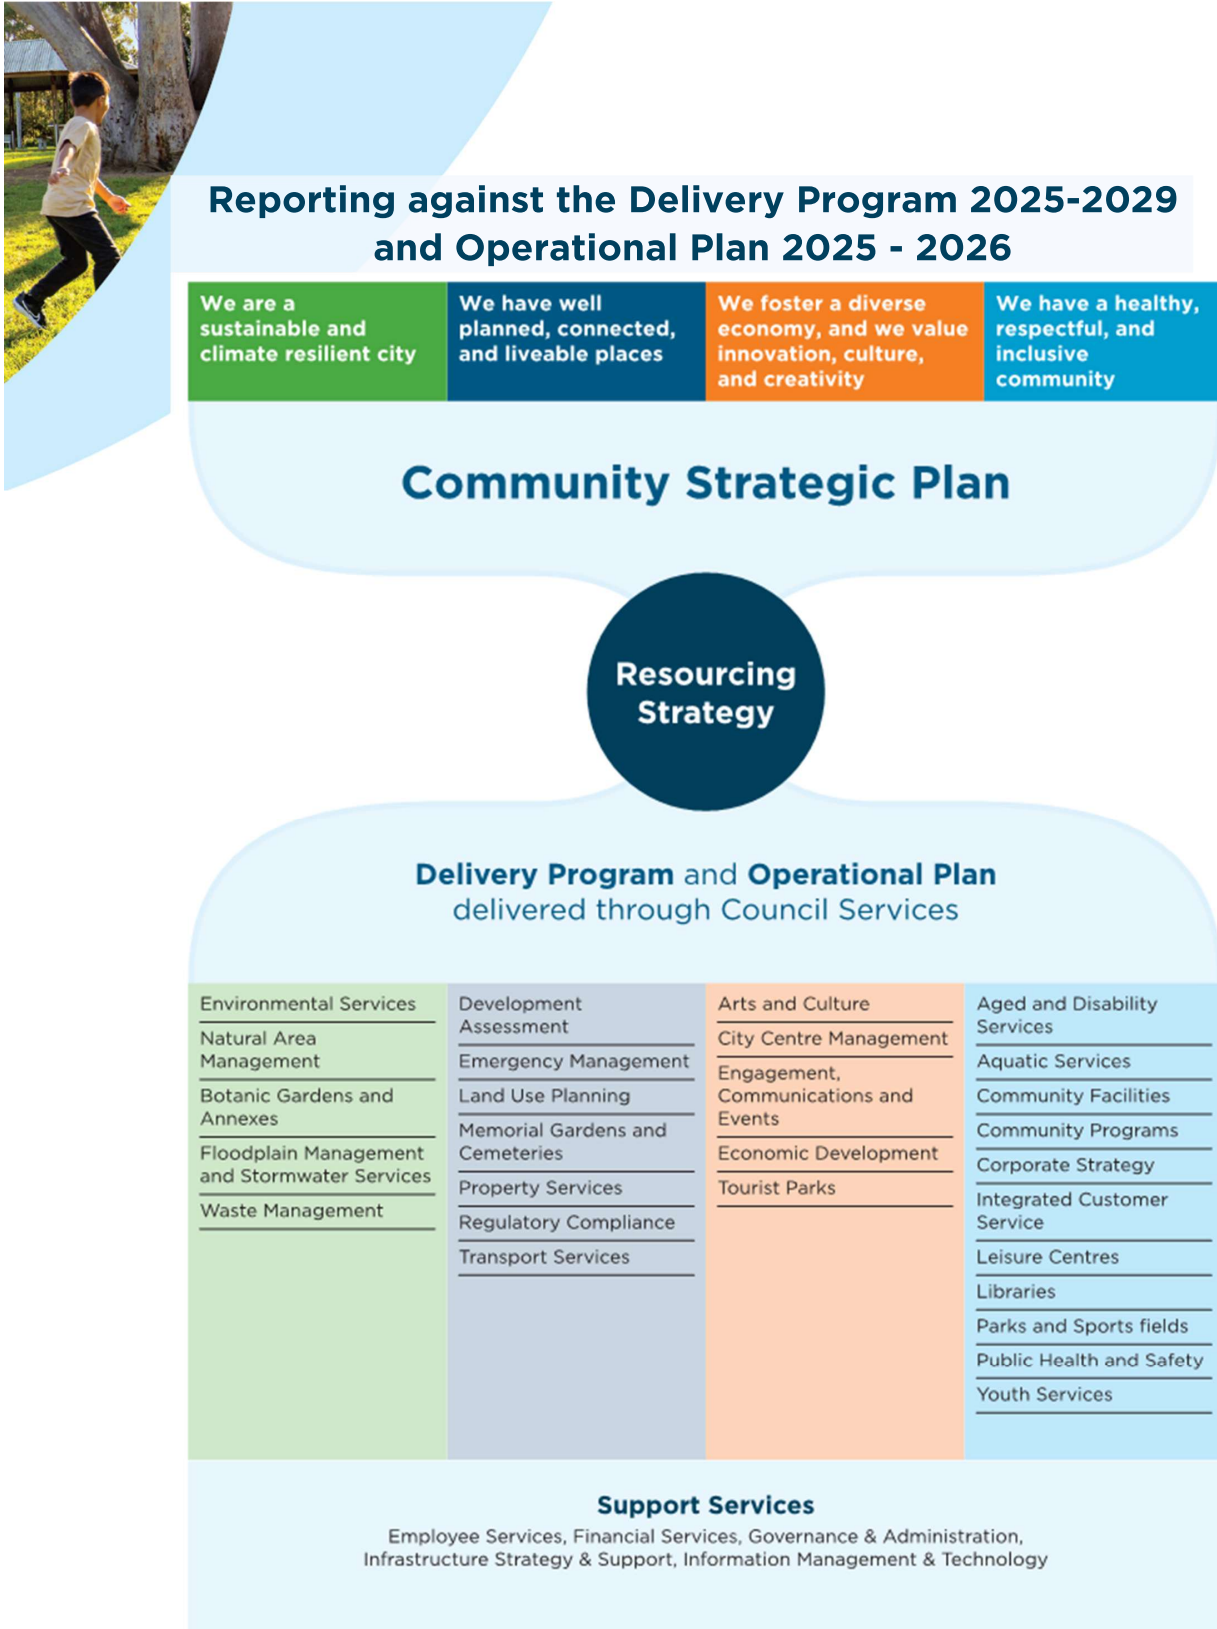 Reporting against the Delivery Program 2025-2029
and Operational Plan 2025 - 2026
We are a
sustainable and
climate resilient city
We have well
planned, connected,
and liveable places
We foster a diverse
economy, and we value
innovation, culture,
and creativity
We have a healthy,
respectful, and
inclusive
community
Community Strategic Plan
Resourcing
Strategy
Delivery Program and Operational Plan
delivered through Council Services
Environmental Services
Natural Area
Management
Botanic Gardens and
Annexes
Floodplain Management
and Stormwater Services
Waste Management
Development
Assessment
Emergency Management
Land Use Planning
Memorial Gardens and
Cemeteries
Property Services
Regulatory Compliance
Transport Services
Arts and Culture
City Centre Management
Engagement,
Communications and
Events
Economic Development
Tourist Parks
Aged and Disability
Services
Aquatic Services
Community Facilities
Community Programs
Corporate Strategy
Integrated Customer
Service
Leisure Centres
Libraries
Parks and Sports fields
Public Health and Safety
Youth Services
Support Services
Employee Services, Financial Services, Governance & Administration,
Infrastructure Strategy & Support, Information Management & Technology